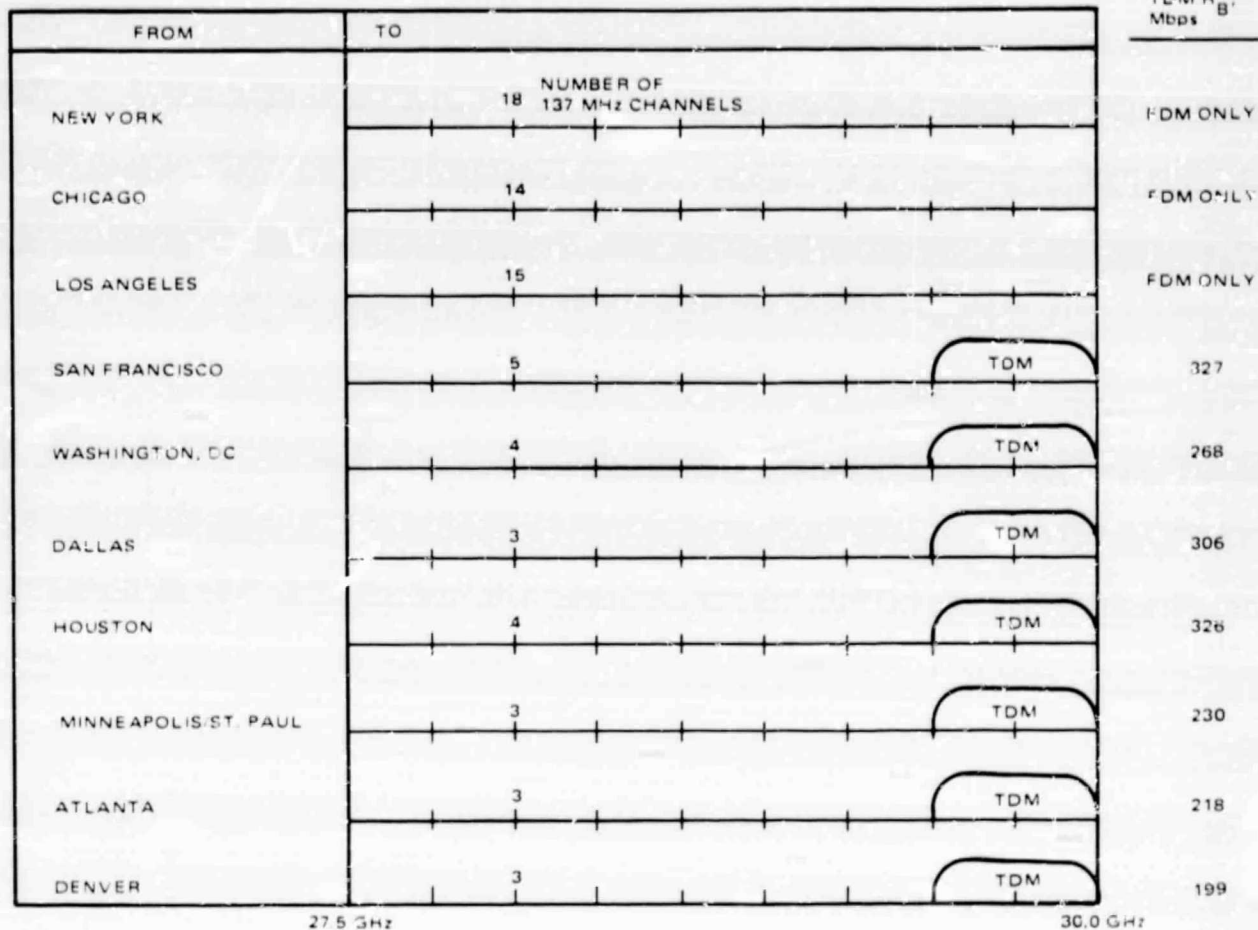 Mbps
FROM TO
NUMBER OF
18 137 MHz CHANNELS
NEW YORK FDM ONLY
14
CHICAGO FDM ONLY
15
LOS ANGELES FDM ONLY
5 TDM
SAN FRANCISCO 327
4 TDM
WASHINGTON, DC 268
3 TDM
DALLAS 306
4 TDM
HOUSTON
3 TDM
MINNEAPOLIS/ST. PAUL 230
3 TDM
ATLANTA 218
3 TDM
DENVER 199
27.5 GHz 30.0 GHz